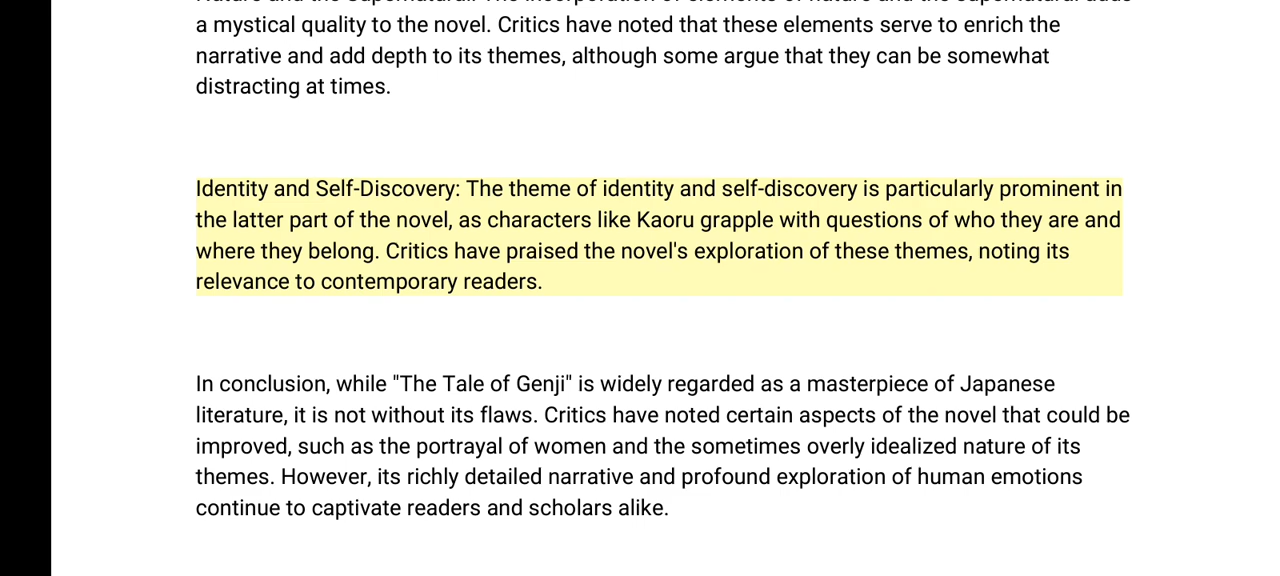 a mystical quality to the novel. Critics have noted that these elements serve to enrich the
narrative and add depth to its themes, although some argue that they can be somewhat
distracting at times.
Identity and Self-Discovery: The theme of identity and self-discovery is particularly prominent in
the latter part of the novel, as characters like Kaoru grapple with questions of who they are and
where they belong. Critics have praised the novel's exploration of these themes, noting its
relevance to contemporary readers.
In conclusion, while "The Tale of Genji" is widely regarded as a masterpiece of Japanese
literature, it is not without its flaws. Critics have noted certain aspects of the novel that could be
improved, such as the portrayal of women and the sometimes overly idealized nature of its
themes. However, its richly detailed narrative and profound exploration of human emotions
continue to captivate readers and scholars alike.